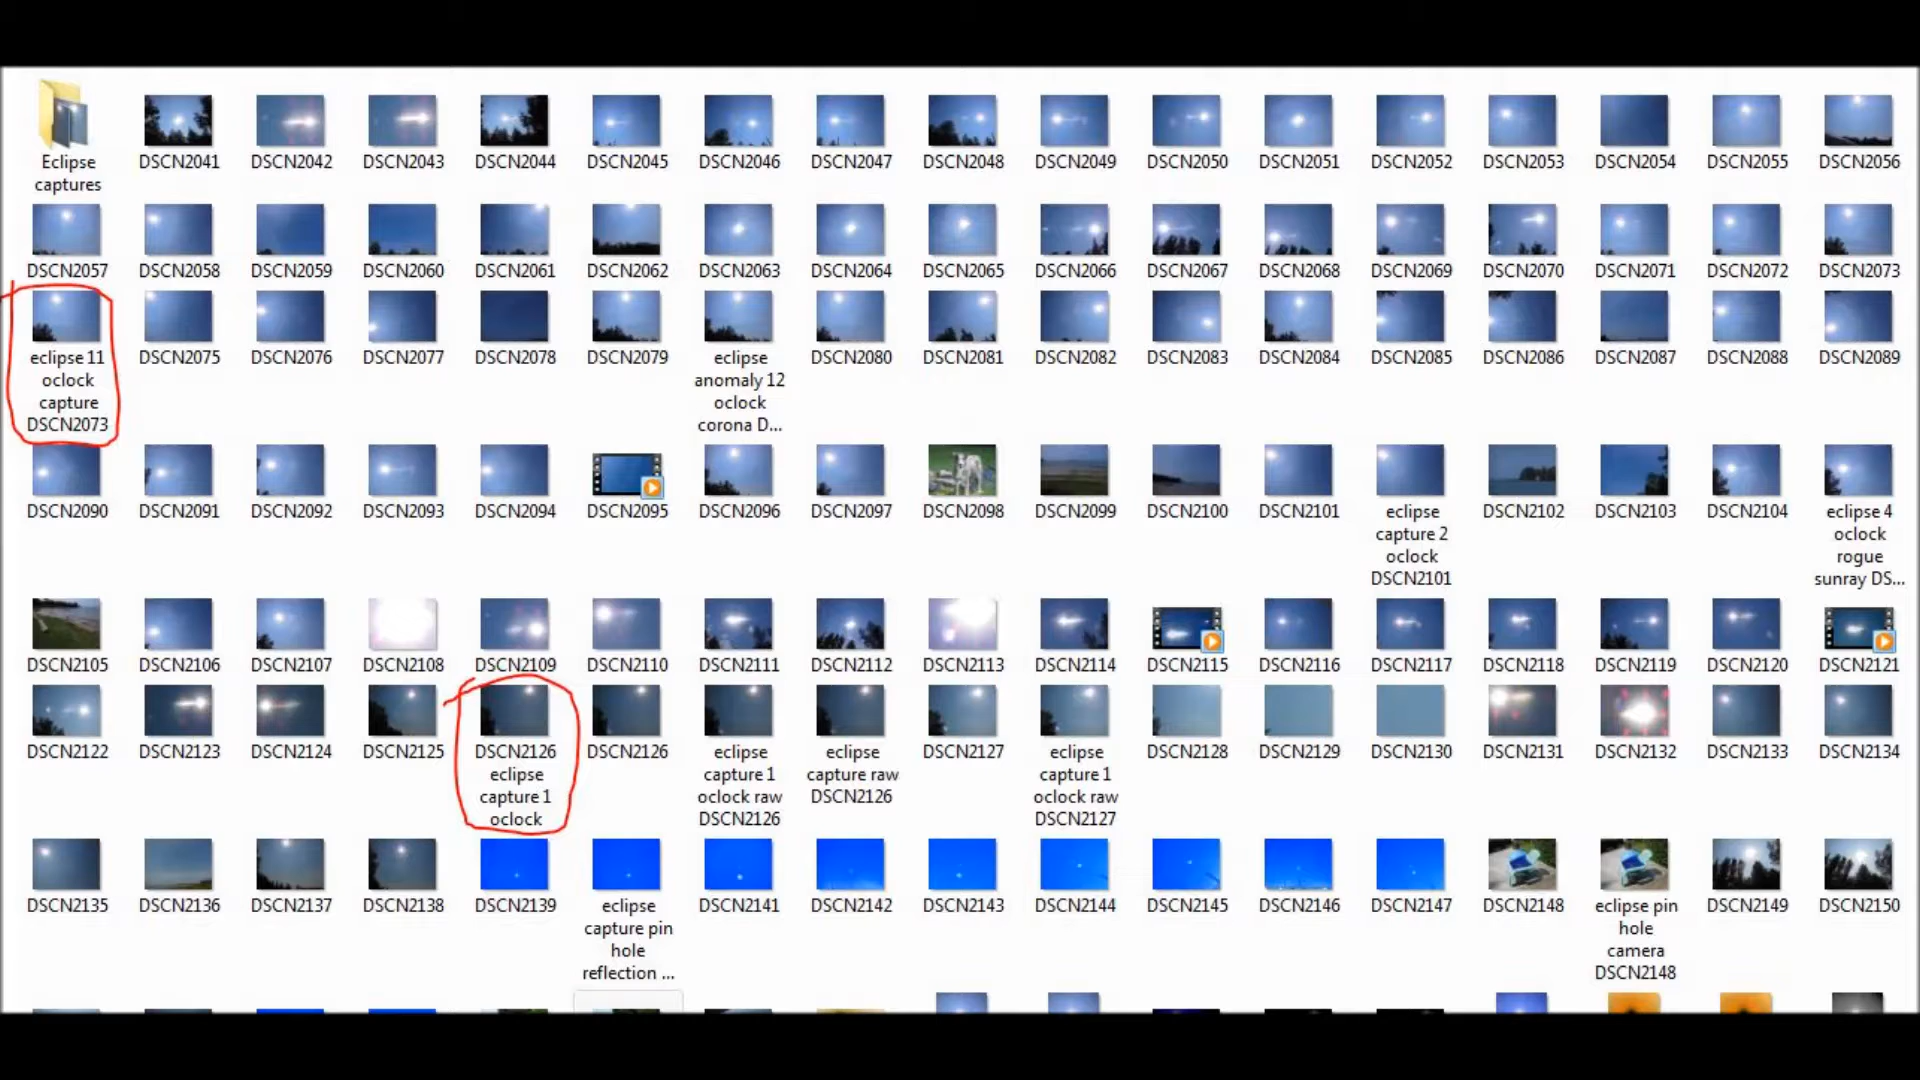 Eclipse
captures
DSCN2041
DSCN2042
DSCN2043
DSCN2044
DSCN2045
DSCN2046
DSCN2047
DSCN2048
DSCN2049
DSCN2050
DSCN2051
DSCN2052
DSCN2053
DSCN2054
DSCN2055
DSCN2056
DSCN2057
DSCN2058
DSCN2059
DSCN2060
DSCN2061
DSCN2062
DSCN2063
DSCN2064
DSCN2065
DSCN2066
DSCN2067
DSCN2068
DSCN2069
DSCN2070
DSCN2071
DSCN2072
DSCN2073
eclipse 11
oclock
capture
DSCN2073
DSCN2075
DSCN2076
DSCN2077
DSCN2078
DSCN2079
eclipse
anomaly 12
oclock
corona D...
DSCN2080
DSCN2081
DSCN2082
DSCN2083
DSCN2084
DSCN2085
DSCN2086
DSCN2087
DSCN2088
DSCN2089
DSCN2090
DSCN2091
DSCN2092
DSCN2093
DSCN2094
DSCN2095
DSCN2096
DSCN2097
DSCN2098
DSCN2099
DSCN2100
DSCN2101
eclipse
capture 2
oclock
DSCN2101
DSCN2102
DSCN2103
DSCN2104
eclipse 4
oclock
rogue
sunray DS...
DSCN2105
DSCN2106
DSCN2107
DSCN2108
DSCN2109
DSCN2110
DSCN2111
DSCN2112
DSCN2113
DSCN2114
DSCN2115
DSCN2116
DSCN2117
DSCN2118
DSCN2119
DSCN2120
DSCN2121
DSCN2122
DSCN2123
DSCN2124
DSCN2125
DSCN2126
eclipse
capture 1
oclock
DSCN2126
eclipse
capture 1
oclock raw
DSCN2126
eclipse
capture raw
DSCN2126
DSCN2127
eclipse
capture 1
oclock raw
DSCN2127
DSCN2128
DSCN2129
DSCN2130
DSCN2131
DSCN2132
DSCN2133
DSCN2134
DSCN2135
DSCN2136
DSCN2137
DSCN2138
DSCN2139
eclipse
capture pin
hole
reflection ...
DSCN2141
DSCN2142
DSCN2143
DSCN2144
DSCN2145
DSCN2146
DSCN2147
DSCN2148
eclipse pin
hole
camera
DSCN2148
DSCN2149
DSCN2150